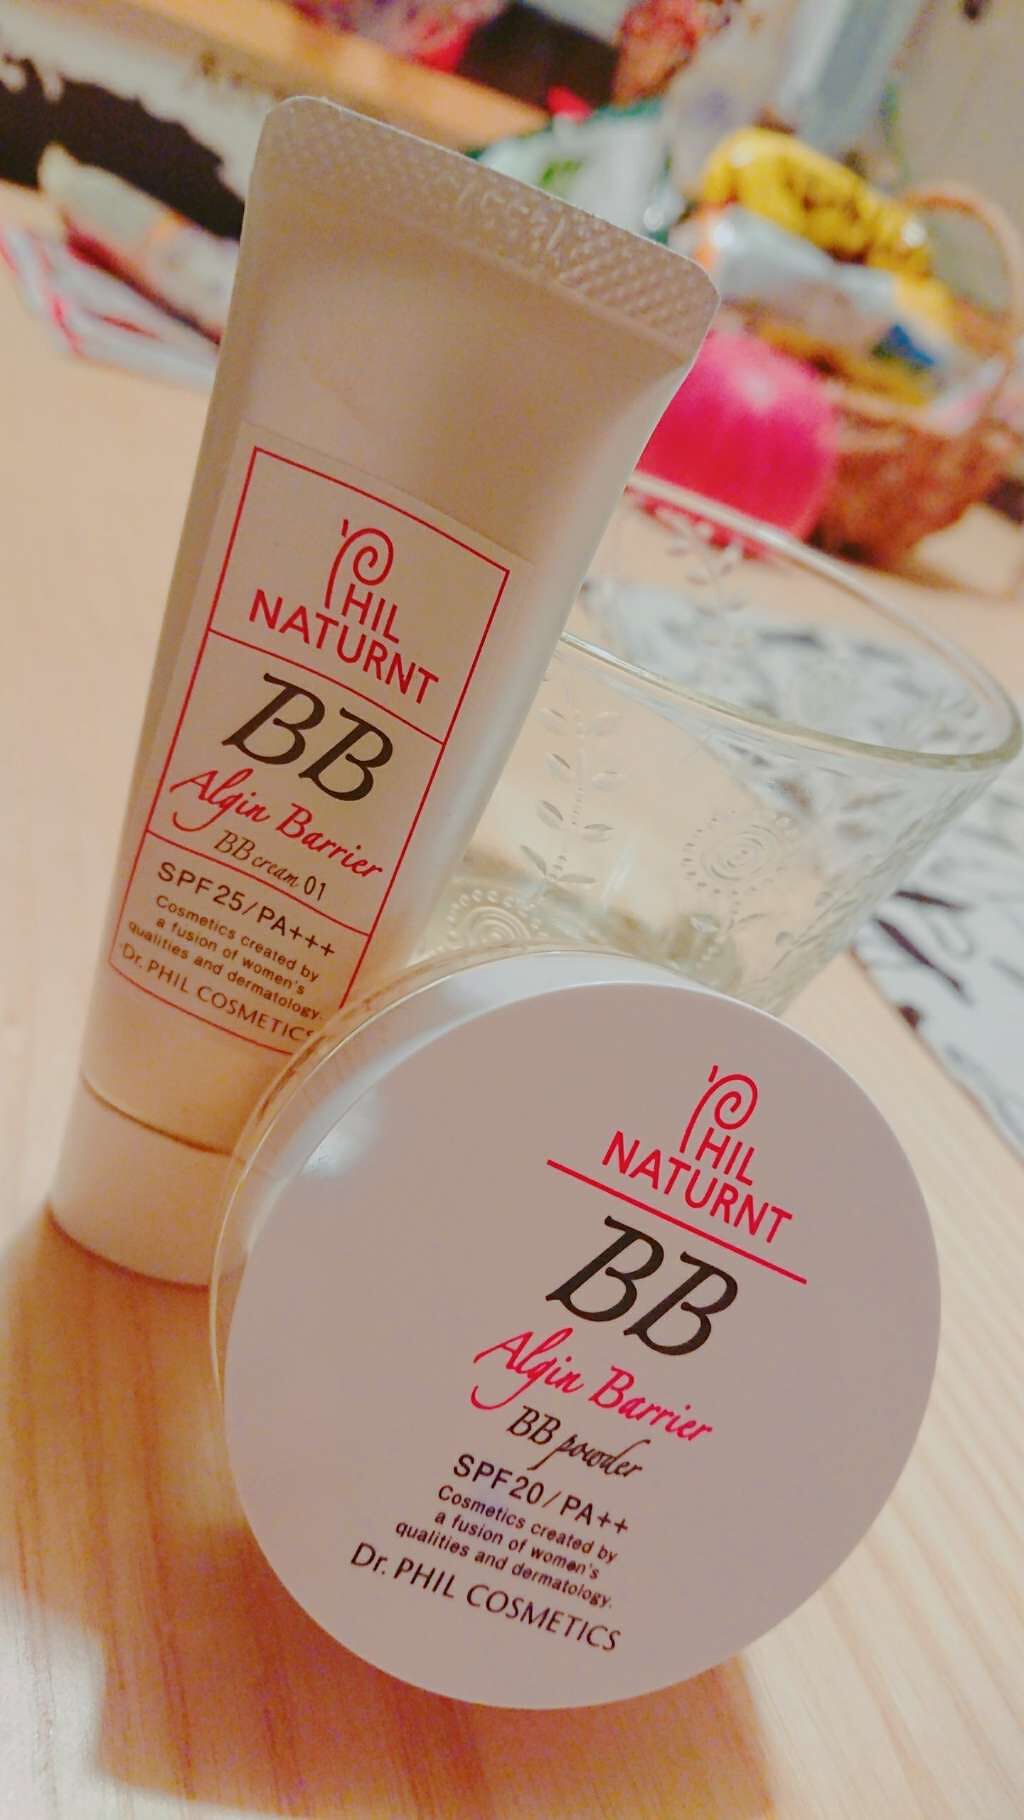 PHIL
NATURNT
BB
Algin Barrier
BB cream 01
SPF25/PA+++
Cosmetics created by
a fusion of women's
qualities and dermatology.
Dr. PHIL COSMETICS
PHIL
NATURNT
BB
Algin Barrier
BB powder
SPF20/PA++
Cosmetics created by
a fusion of women's
qualities and dermatology.
Dr. PHIL COSMETICS